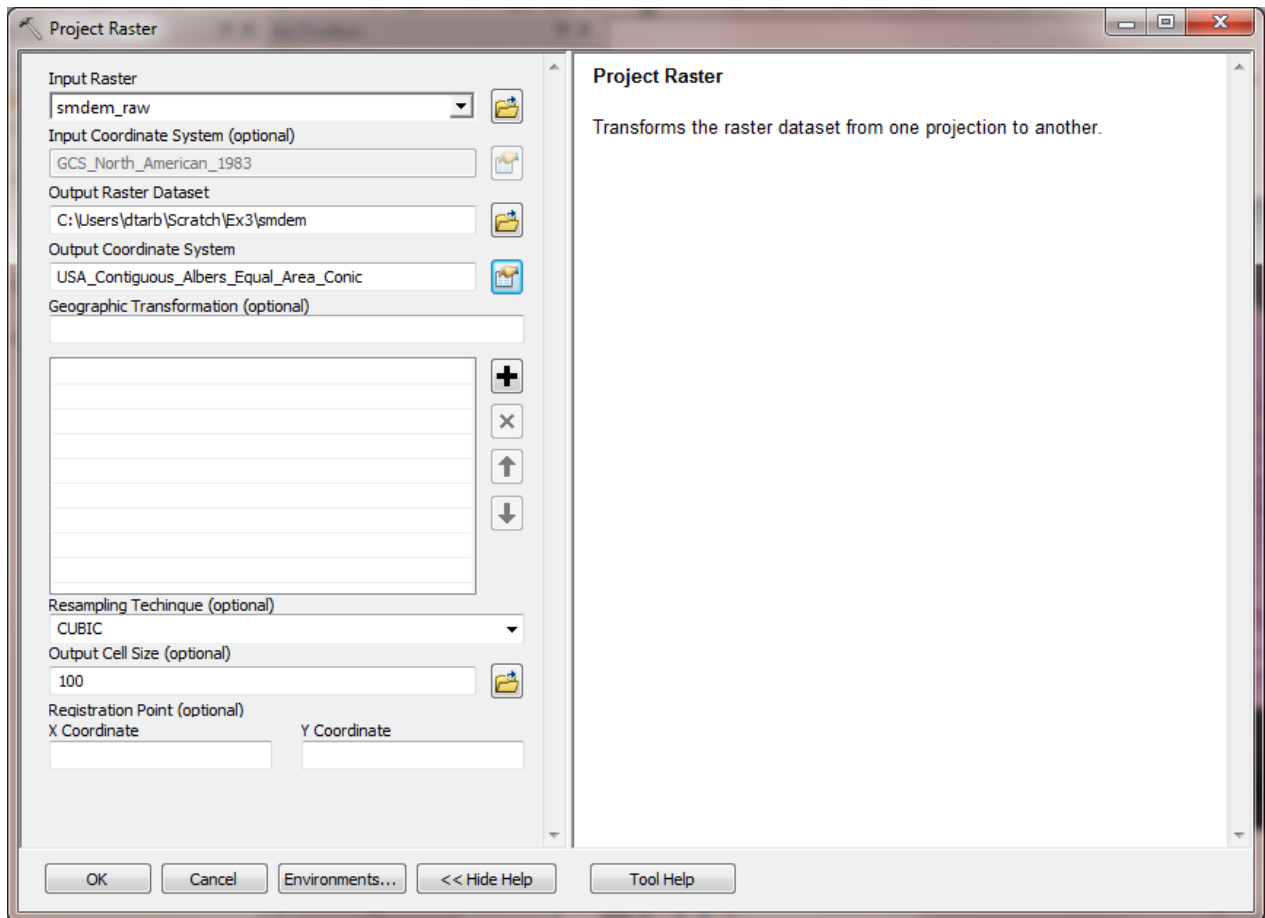 Project Raster
Input Raster
smdem_raw
Input Coordinate System (optional)
GCS_North_American_1983
Output Raster Dataset
C:\Users\dtarb\Scratch\Ex3\smdem
Output Coordinate System
USA_Contiguous_Albers_Equal_Area_Conic
Geographic Transformation (optional)
Resampling Techinque (optional)
CUBIC
Output Cell Size (optional)
100
Registration Point (optional)
X Coordinate Y Coordinate
OK Cancel Environments... << Hide Help
Project Raster
Transforms the raster dataset from one projection to another.
Tool Help